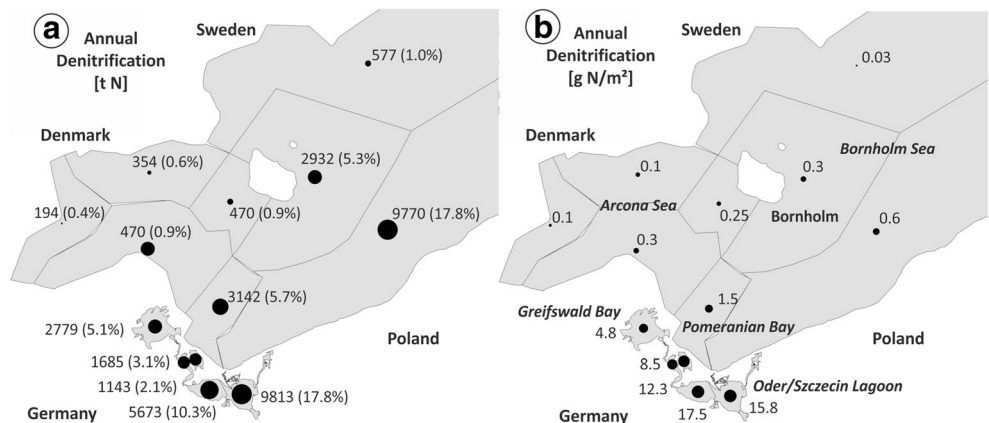 a
Annual
Denitrification
[t N]
Sweden
577 (1.0%)
Denmark
354 (0.6%)
2932 (5.3%)
194 (0.4%)
470 (0.9%)
9770 (17.8%)
470 (0.9%)
3142 (5.7%)
2779 (5.1%)
Poland
1685 (3.1%)
1143 (2.1%)
9813 (17.8%)
Germany
5673 (10.3%)
b
Annual
Denitrification
[g N/m²]
Sweden
0.03
Denmark
Bornholm Sea
0.1
0.3
Arcona Sea
0.1
0.25
Bornholm
0.6
0.3
1.5
Greifswald Bay
4.8
Pomeranian Bay
Poland
8.5
12.3
Oder/Szczecin Lagoon
Germany
17.5
15.8